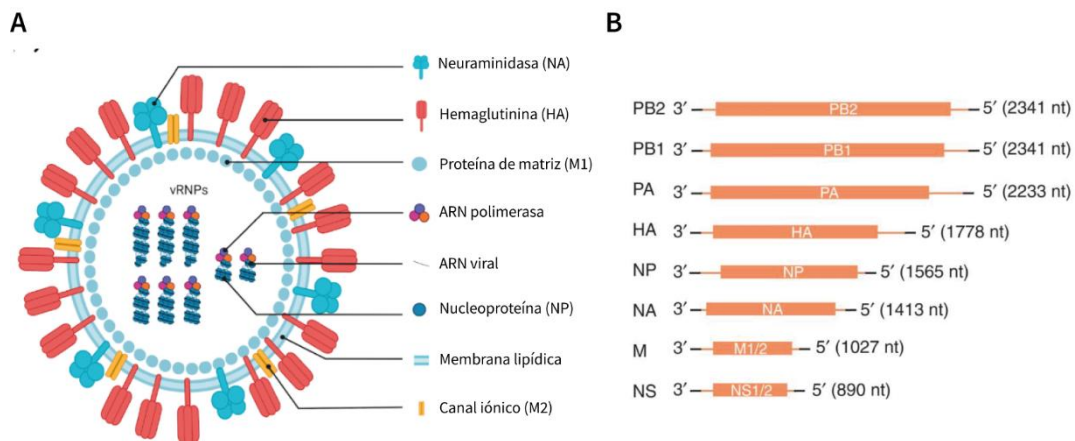 A
B
Neuraminidasa (NA)
Hemaglutinina (HA)
Proteína de matriz (M1)
vRNPs
ARN polimerasa
ARN viral
Nucleoproteína (NP)
Membrana lipídica
Canal iónico (M2)
PB2 3′ PB2 5′ (2341 nt)
PB1 3′ PB1 5′ (2341 nt)
PA 3′ PA 5′ (2233 nt)
HA 3′ HA 5′ (1778 nt)
NP 3′ NP 5′ (1565 nt)
NA 3′ NA 5′ (1413 nt)
M 3′ M1/2 5′ (1027 nt)
NS 3′ NS1/2 5′ (890 nt)